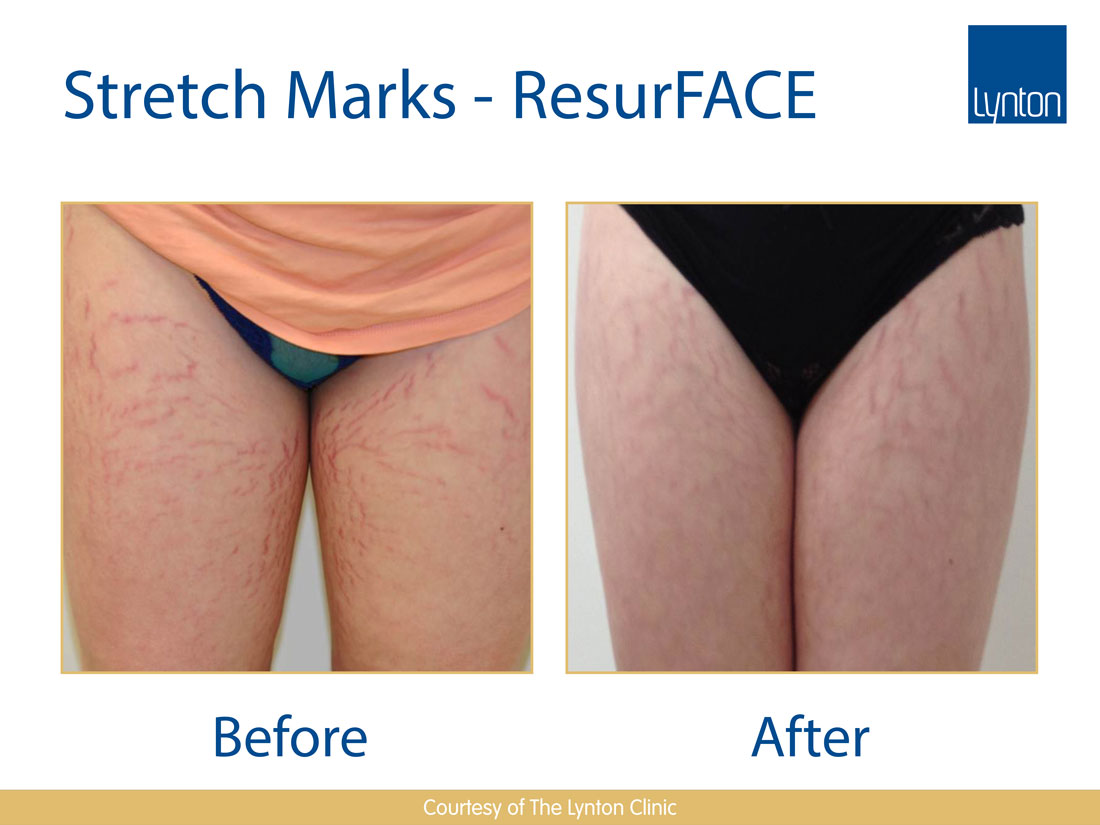 Stretch Marks - ResurFACE
Lynton
Before
After
Courtesy of The Lynton Clinic